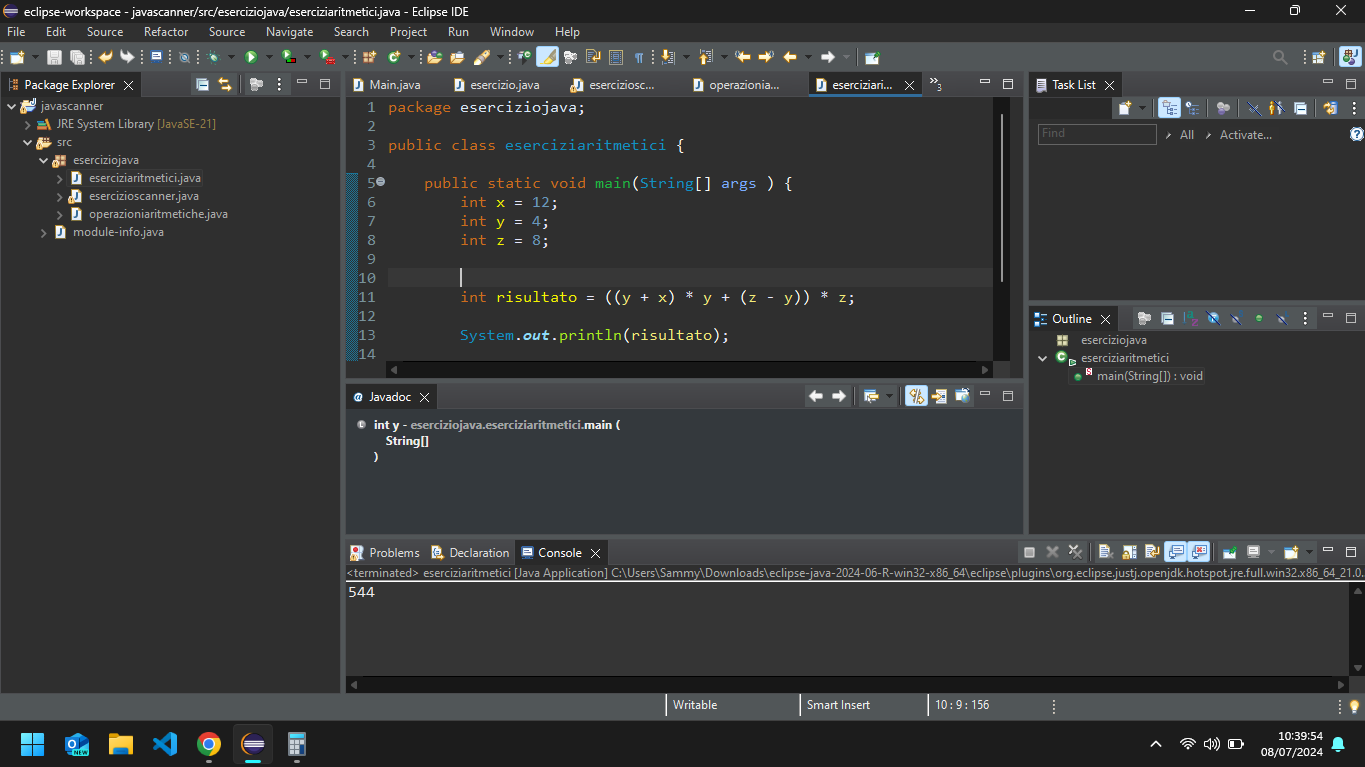 eclipse-workspace - javascanner/src/eserciziojava/eserciziaritmetici.java - Eclipse IDE
File Edit Source Refactor Source Navigate Search Project Run Window Help
Package Explorer
javascanner
JRE System Library [JavaSE-21]
src
eserciziojava
eserciziaritmetici.java
esercizioscanner.java
operazioniaritmetiche.java
module-info.java
Main.java esercizio.java eserciziosc... operazionia... eserciziari... »3
1 package eserciziojava;
2
3 public class eserciziaritmetici {
4
5 public static void main(String[] args ) {
6 int x = 12;
7 int y = 4;
8 int z = 8;
9
10
11 int risultato = ((y + x) * y + (z - y)) * z;
12
13 System.out.println(risultato);
14
Javadoc
int y - eserciziojava.eserciziaritmetici.main (
String[]
)
Problems Declaration Console
<terminated> eserciziaritmetici [Java Application] C:\Users\Sammy\Downloads\eclipse-java-2024-06-R-win32-x86_64\eclipse\plugins\org.eclipse.justj.openjdk.hotspot.jre.full.win32.x86_64_21.0.
544
Task List
Find All Activate...
Outline
eserciziojava
eserciziaritmetici
main(String[]) : void
Writable Smart Insert 10 : 9 : 156
NEW
10:39:54
08/07/2024